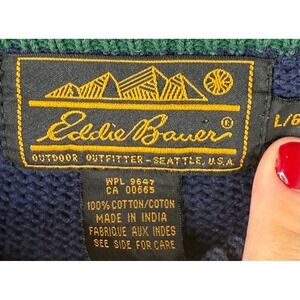 Eddie Bauer®
OUTDOOR OUTFITTER-SEATTLE, U.S.A.
L/G
WPL 9647
CA 00665
100% COTTON/COTON
MADE IN INDIA
FABRIQUE AUX INDES
SEE SIDE FOR CARE